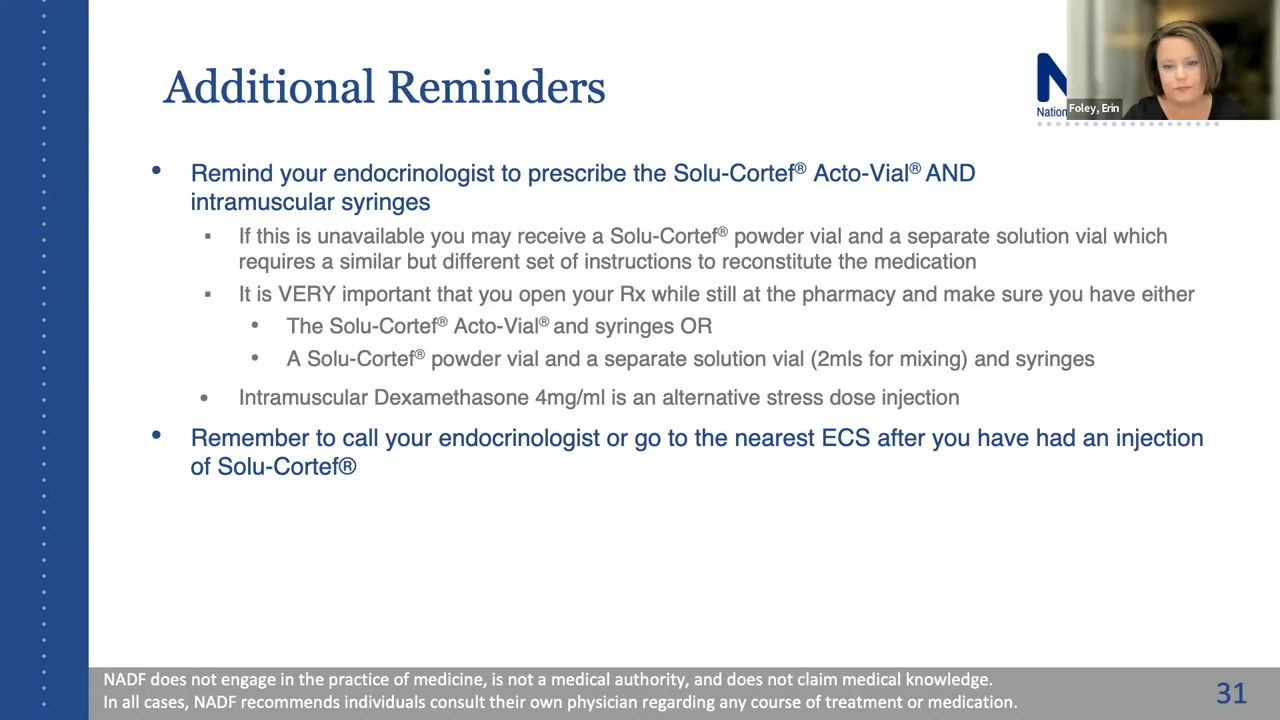 Additional Reminders
N
Nation
Foley, Erin
• Remind your endocrinologist to prescribe the Solu-Cortef® Acto-Vial® AND
intramuscular syringes
▪ If this is unavailable you may receive a Solu-Cortef® powder vial and a separate solution vial which
requires a similar but different set of instructions to reconstitute the medication
▪ It is VERY important that you open your Rx while still at the pharmacy and make sure you have either
• The Solu-Cortef® Acto-Vial® and syringes OR
• A Solu-Cortef® powder vial and a separate solution vial (2mls for mixing) and syringes
• Intramuscular Dexamethasone 4mg/ml is an alternative stress dose injection
• Remember to call your endocrinologist or go to the nearest ECS after you have had an injection
of Solu-Cortef®
NADF does not engage in the practice of medicine, is not a medical authority, and does not claim medical knowledge.
In all cases, NADF recommends individuals consult their own physician regarding any course of treatment or medication.
31